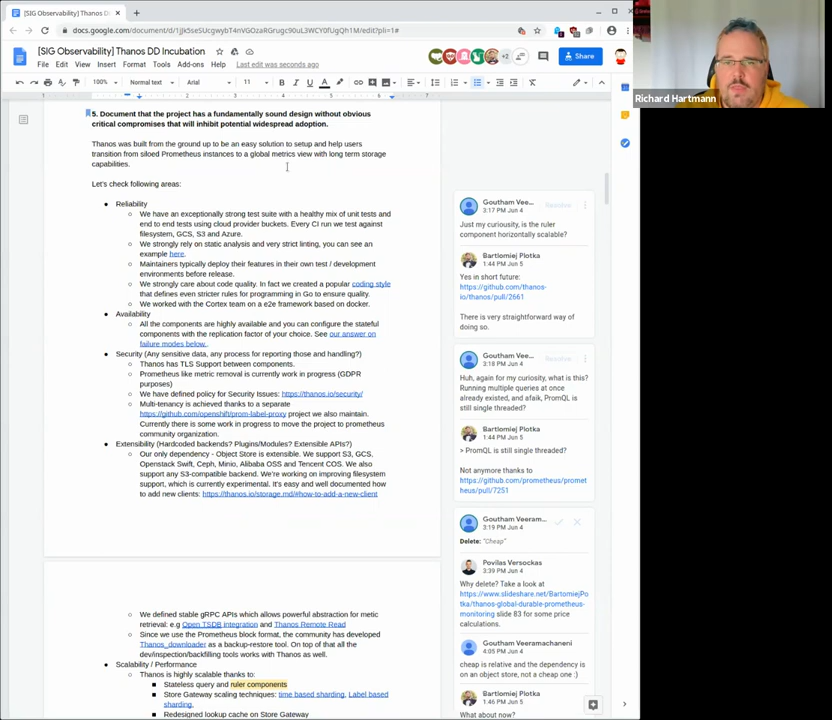 [SIG Observability] Thanos DD Incubation
docs.google.com/document/d/1jJk5seSUcgwybT4nVGOzaRGrugc90uL3WCY0fUgQh1M/edit?pli=1#
[SIG Observability] Thanos DD Incubation
File Edit View Insert Format Tools Add-ons Help Last edit was seconds ago
+2
Share
100% Normal text Arial 11
Richard Hartmann
5. Document that the project has a fundamentally sound design without obvious
critical compromises that will inhibit potential widespread adoption.
Thanos was built from the ground up to be an easy solution to setup and help users
transition from siloed Prometheus instances to a global metrics view with long term storage
capabilities.
Let's check following areas:
Reliability
We have an exceptionally strong test suite with a healthy mix of unit tests and
end to end tests using cloud provider buckets. Every CI run we test against
filesystem, GCS, S3 and Azure.
We strongly rely on static analysis and very strict linting, you can see an
example here.
Maintainers typically deploy their features in their own test / development
environments before release.
We strongly care about code quality. In fact we created a popular coding style
that defines even stricter rules for programming in Go to ensure quality.
We worked with the Cortex team on a e2e framework based on docker.
Availability
All the components are highly available and you can configure the stateful
components with the replication factor of your choice. See our answer on
failure modes below.
Security (Any sensitive data, any process for reporting those and handling?)
Thanos has TLS Support between components.
Prometheus like metric removal is currently work in progress (GDPR
purposes)
We have defined policy for Security Issues: https://thanos.io/security/
Multi-tenancy is achieved thanks to a separate
https://github.com/openshift/prom-label-proxy project we also maintain.
Currently there is some work in progress to move the project to prometheus
community organization.
Extensibility (Hardcoded backends? Plugins/Modules? Extensible APIs?)
Our only dependency - Object Store is extensible. We support S3, GCS,
Openstack Swift, Ceph, Minio, Alibaba OSS and Tencent COS. We also
support any S3-compatible backend. We're working on improving filesystem
support, which is currently experimental. It's easy and well documented how
to add new clients: https://thanos.io/storage.md/#how-to-add-a-new-client
We defined stable gRPC APIs which allows powerful abstraction for metic
retrieval: e.g Open TSDB integration and Thanos Remote Read
Since we use the Prometheus block format, the community has developed
Thanos_downloader as a backup-restore tool. On top of that all the
dev/inspection/backfilling tools works with Thanos as well.
Scalability / Performance
Thanos is highly scalable thanks to:
Stateless query and ruler components
Store Gateway scaling techniques: time based sharding, Label based
sharding.
Redesigned lookup cache on Store Gateway
Goutham Vee...
3:17 PM Jun 4
Resolve
Just my curiousity, is the ruler
component horizontally scalable?
Bartlomiej Plotka
1:44 PM Jun 5
Yes in short future:
https://github.com/thanos-
io/thanos/pull/2661
There is very straightforward way of
doing so.
Goutham Vee...
3:18 PM Jun 4
Resolve
Huh, again for my curiosity, what is this?
Running multiple queries at once
already existed, and afaik, PromQL is
still single threaded?
Bartlomiej Plotka
1:44 PM Jun 5
> PromQL is still single threaded?
Not anymore thanks to
https://github.com/prometheus/promet
heus/pull/7251
Goutham Veeram...
3:19 PM Jun 4
Delete: "Cheap"
Povilas Versockas
3:39 PM Jun 4
Why delete? Take a look at
https://www.slideshare.net/BartomiejPo
tka/thanos-global-durable-prometheus-
monitoring slide 83 for some price
calculations.
Goutham Veeramachaneni
4:05 PM Jun 4
cheap is relative and the dependency is
on an object store, not a cheap one :)
Bartlomiej Plotka
1:46 PM Jun 5
What about now?